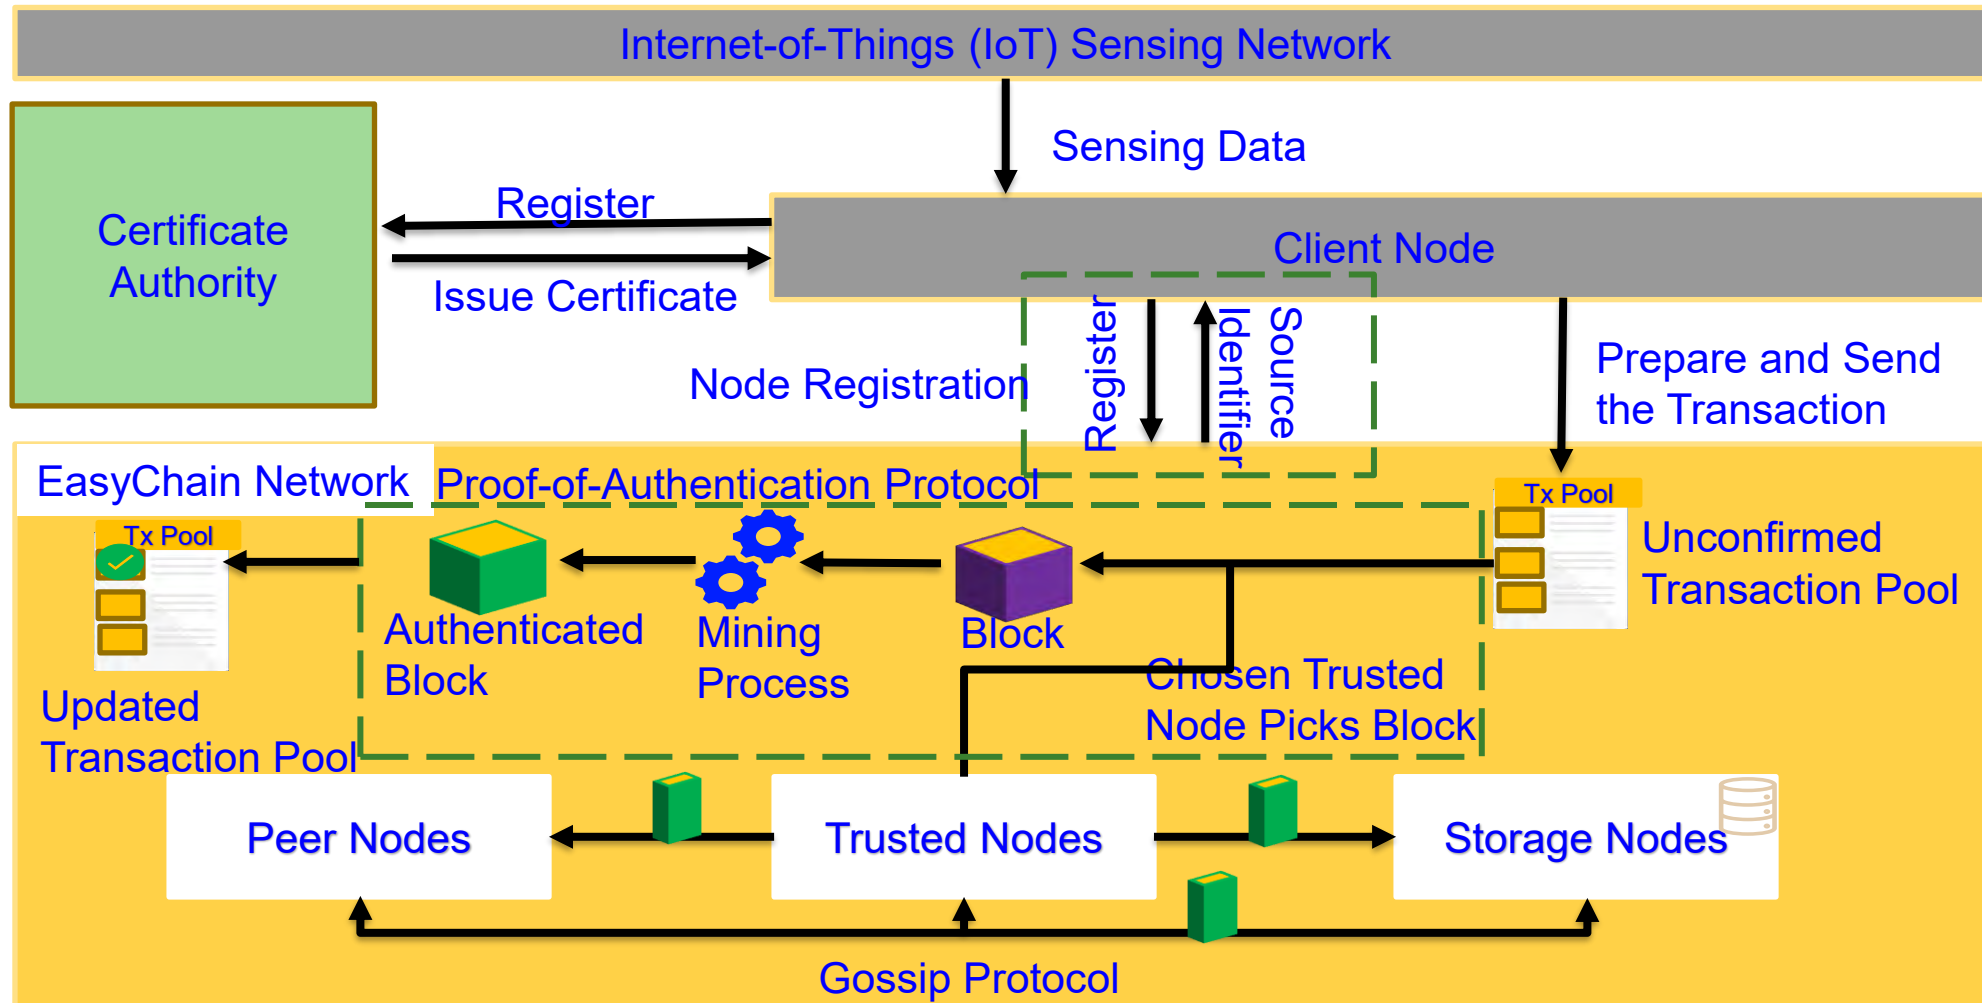 Internet-of-Things (IoT) Sensing Network
Sensing Data
Certificate
Authority
Register
Issue Certificate
Client Node
Node Registration
Register
Source
Identifier
Prepare and Send
the Transaction
EasyChain Network
Proof-of-Authentication Protocol
Tx Pool
Updated
Transaction Pool
Authenticated
Block
Mining
Process
Block
Chosen Trusted
Node Picks Block
Tx Pool
Unconfirmed
Transaction Pool
Peer Nodes
Trusted Nodes
Storage Nodes
Gossip Protocol